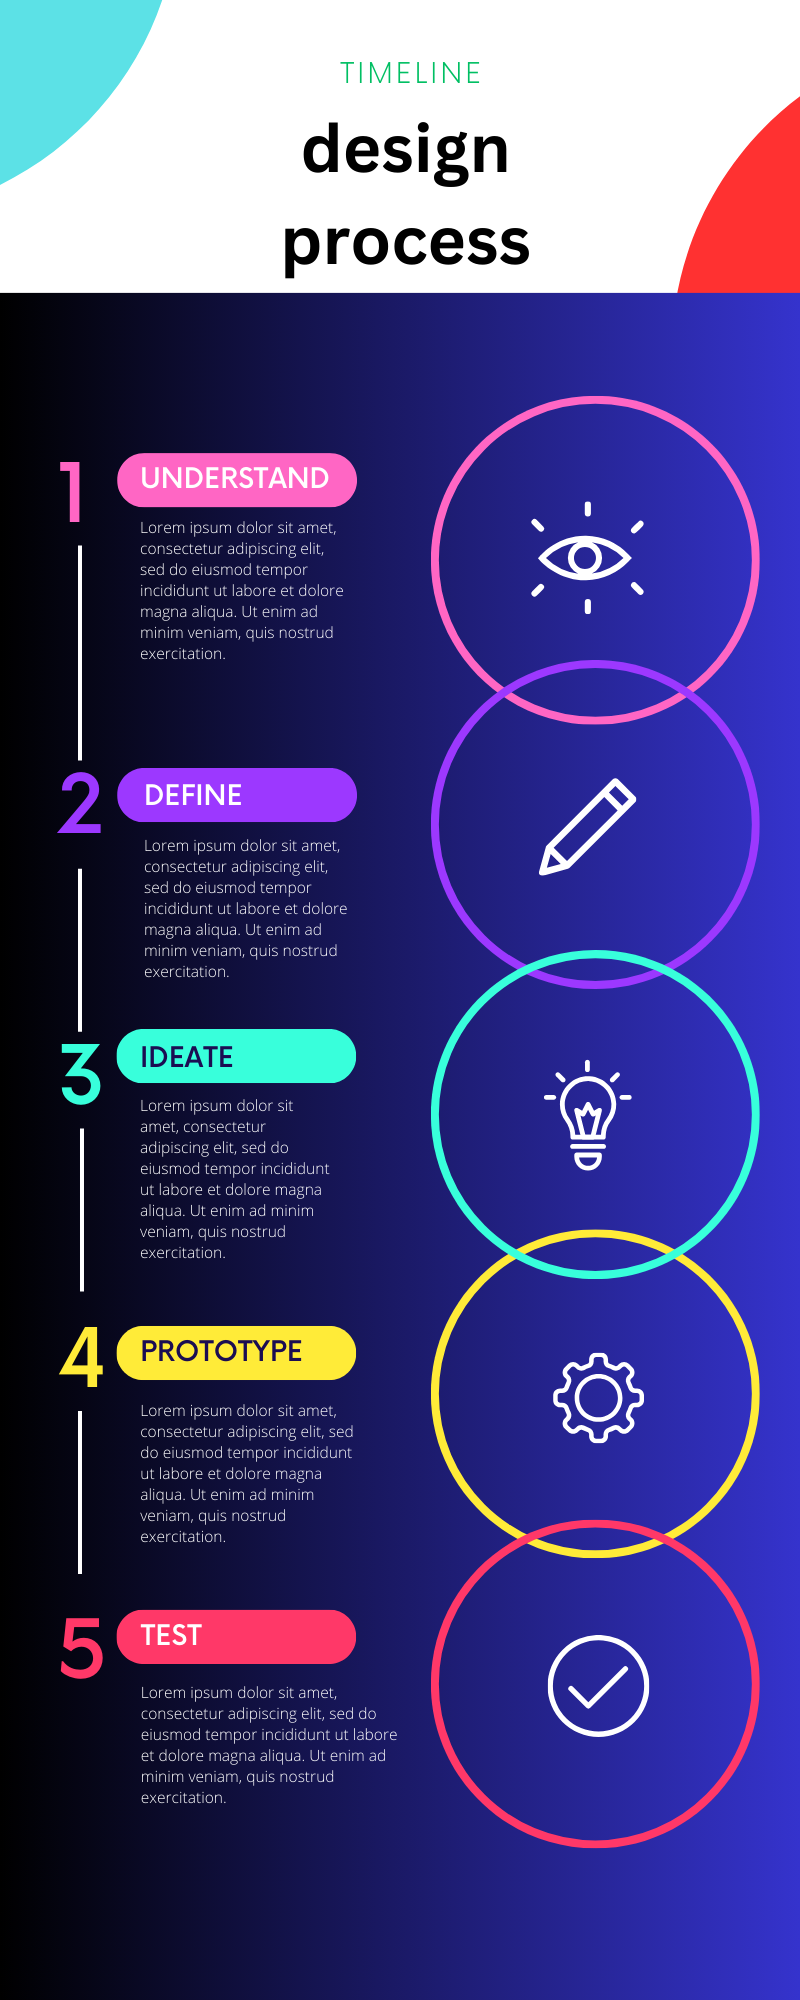 TIMELINE
design
process
1
UNDERSTAND
Lorem ipsum dolor sit amet,
consectetur adipiscing elit,
sed do eiusmod tempor
incididunt ut labore et dolore
magna aliqua. Ut enim ad
minim veniam, quis nostrud
exercitation.
2
DEFINE
Lorem ipsum dolor sit amet,
consectetur adipiscing elit,
sed do eiusmod tempor
incididunt ut labore et dolore
magna aliqua. Ut enim ad
minim veniam, quis nostrud
exercitation.
3
IDEATE
Lorem ipsum dolor sit
amet, consectetur
adipiscing elit, sed do
eiusmod tempor incididunt
ut labore et dolore magna
aliqua. Ut enim ad minim
veniam, quis nostrud
exercitation.
4
PROTOTYPE
Lorem ipsum dolor sit amet,
consectetur adipiscing elit, sed
do eiusmod tempor incididunt
ut labore et dolore magna
aliqua. Ut enim ad minim
veniam, quis nostrud
exercitation.
5
TEST
Lorem ipsum dolor sit amet,
consectetur adipiscing elit, sed do
eiusmod tempor incididunt ut labore
et dolore magna aliqua. Ut enim ad
minim veniam, quis nostrud
exercitation.